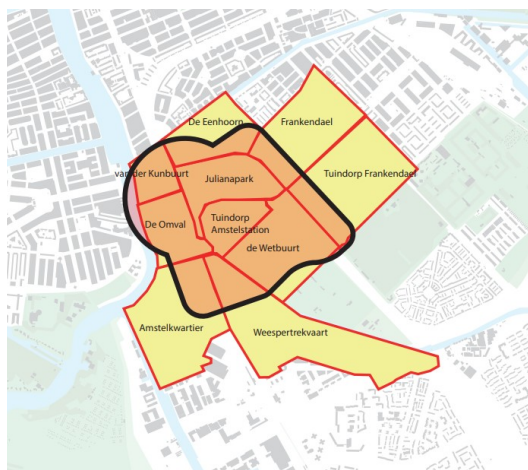 De Eenhoorn
Frankendael
van der Kunbuurt
Julianapark
Tuindorp Frankendael
De Omval
Tuindorp
Amstelstation
de Wetbuurt
Amstelkwartier
Weespertrekvaart